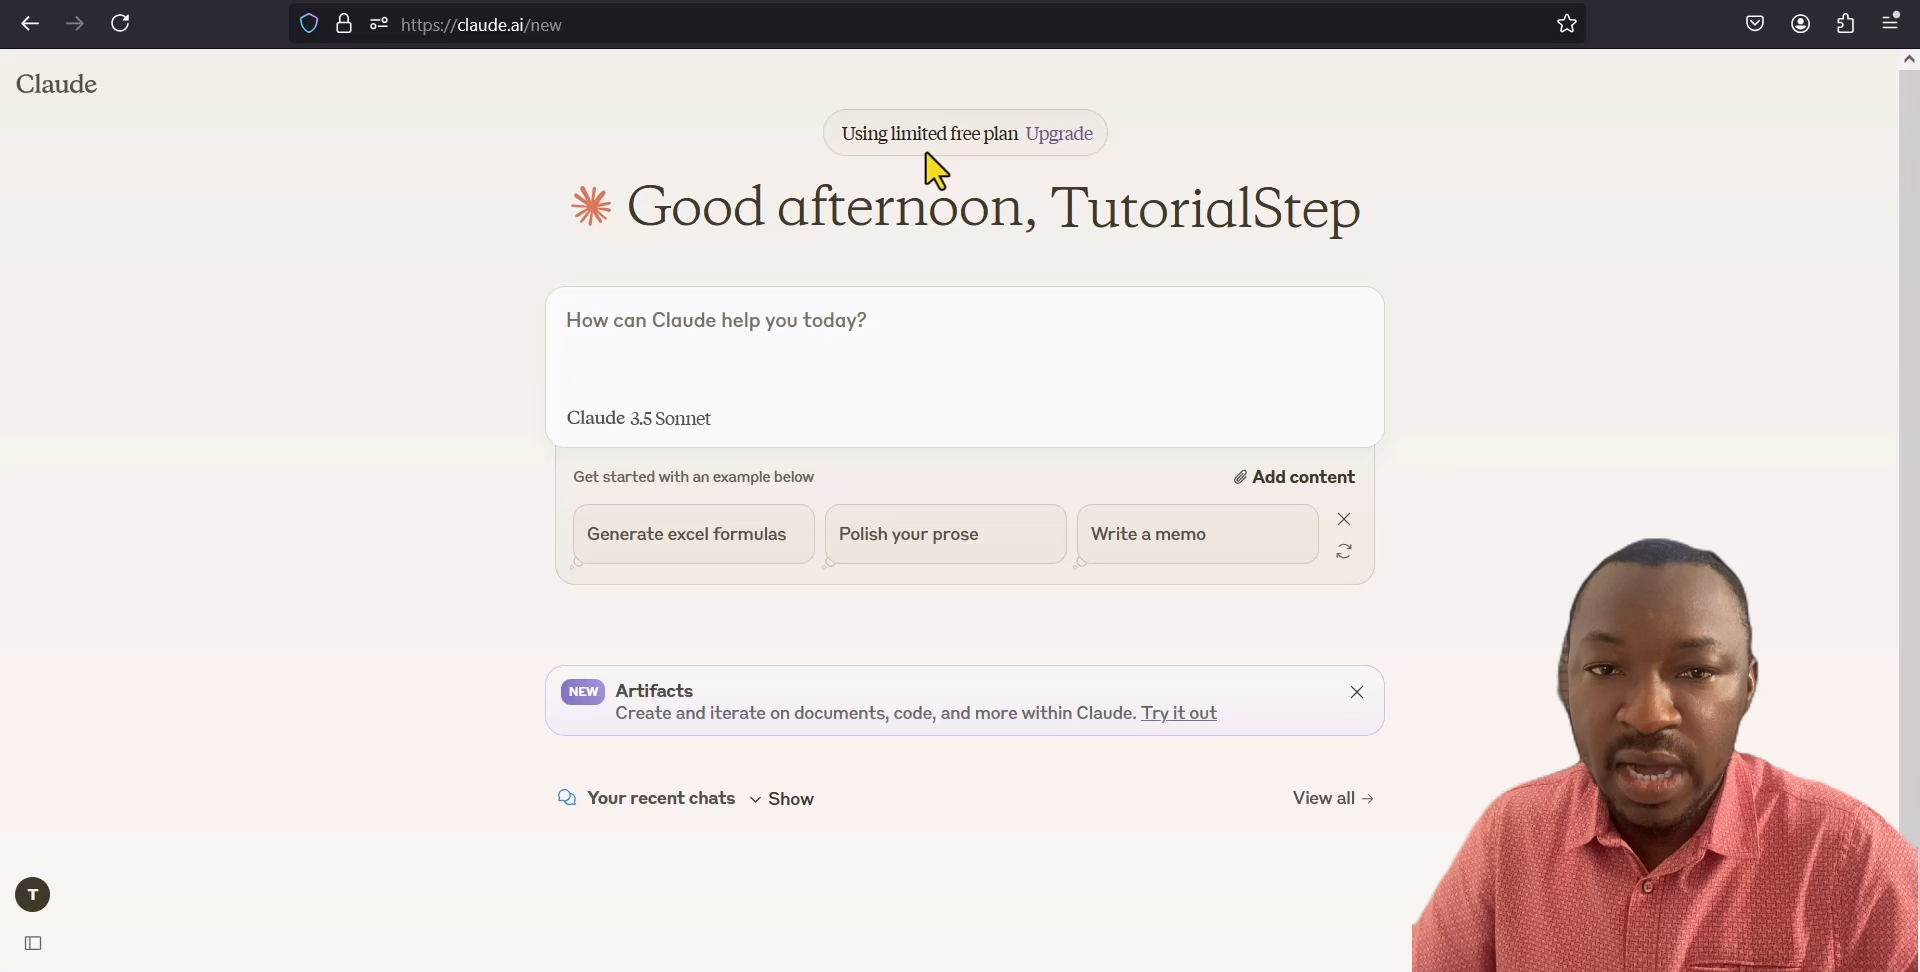 https://claude.ai/new
Claude
Using limited free plan Upgrade
Good afternoon, TutorialStep
How can Claude help you today?
Claude 3.5 Sonnet
Get started with an example below
Add content
Generate excel formulas
Polish your prose
Write a memo
NEW
Artifacts
Create and iterate on documents, code, and more within Claude. Try it out
Your recent chats
Show
View all
T